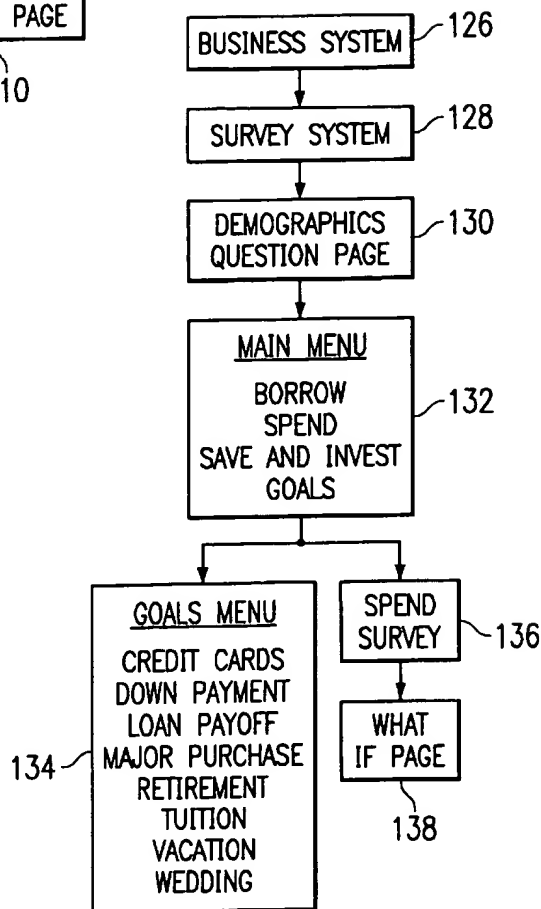 PAGE
10
BUSINESS SYSTEM
126
SURVEY SYSTEM
128
DEMOGRAPHICS
QUESTION PAGE
130
MAIN MENU
BORROW
SPEND
SAVE AND INVEST
GOALS
132
GOALS MENU
CREDIT CARDS
DOWN PAYMENT
LOAN PAYOFF
MAJOR PURCHASE
RETIREMENT
TUITION
VACATION
WEDDING
134
SPEND
SURVEY
136
WHAT
IF PAGE
138